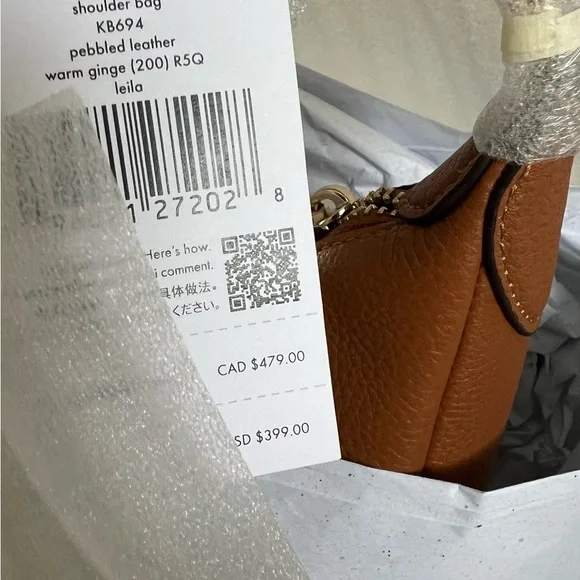 shoulder bag
KB694
pebbled leather
warm ginge (200) R5Q
leila
1 27202 8
Here's how.
comment.
具体做法。
ください。
CAD $479.00
SD $399.00